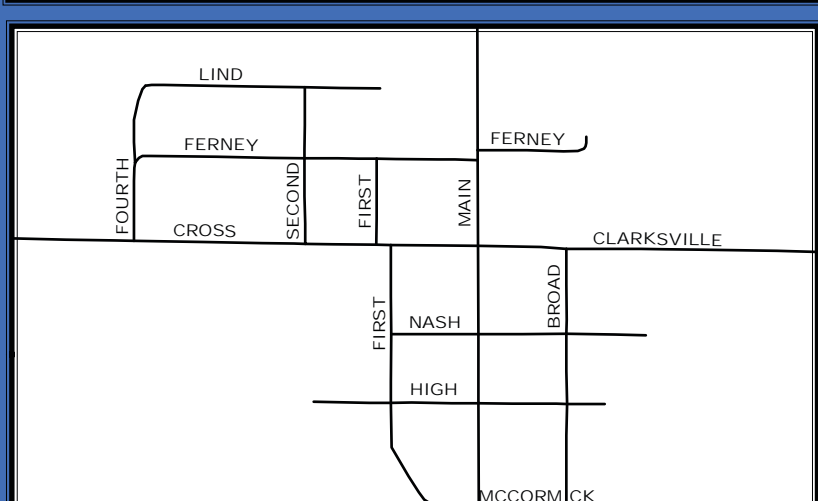 LIND
FERNEY
FERNEY
FOURTH
SECOND
FIRST
MAIN
CROSS
CLARKSVILLE
BROAD
FIRST
NASH
HIGH
MCCORMICK